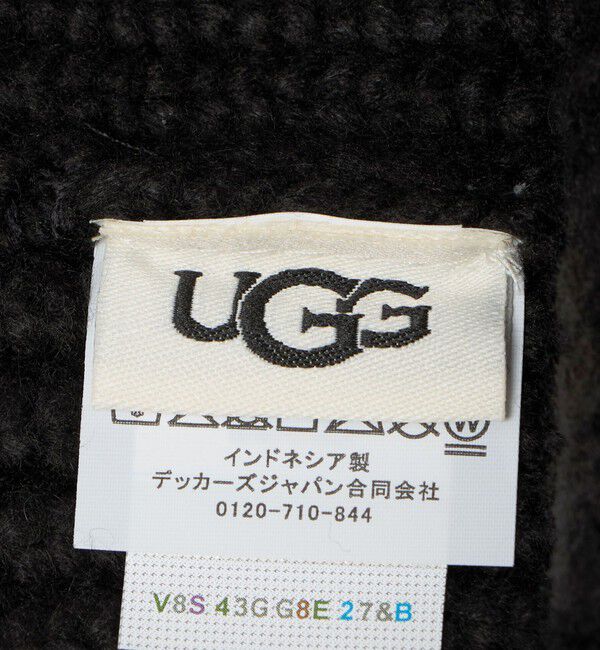 UGG
インドネシア製
デッカーズジャパン合同会社
0120-710-844
V8S 43G G8E 27&B